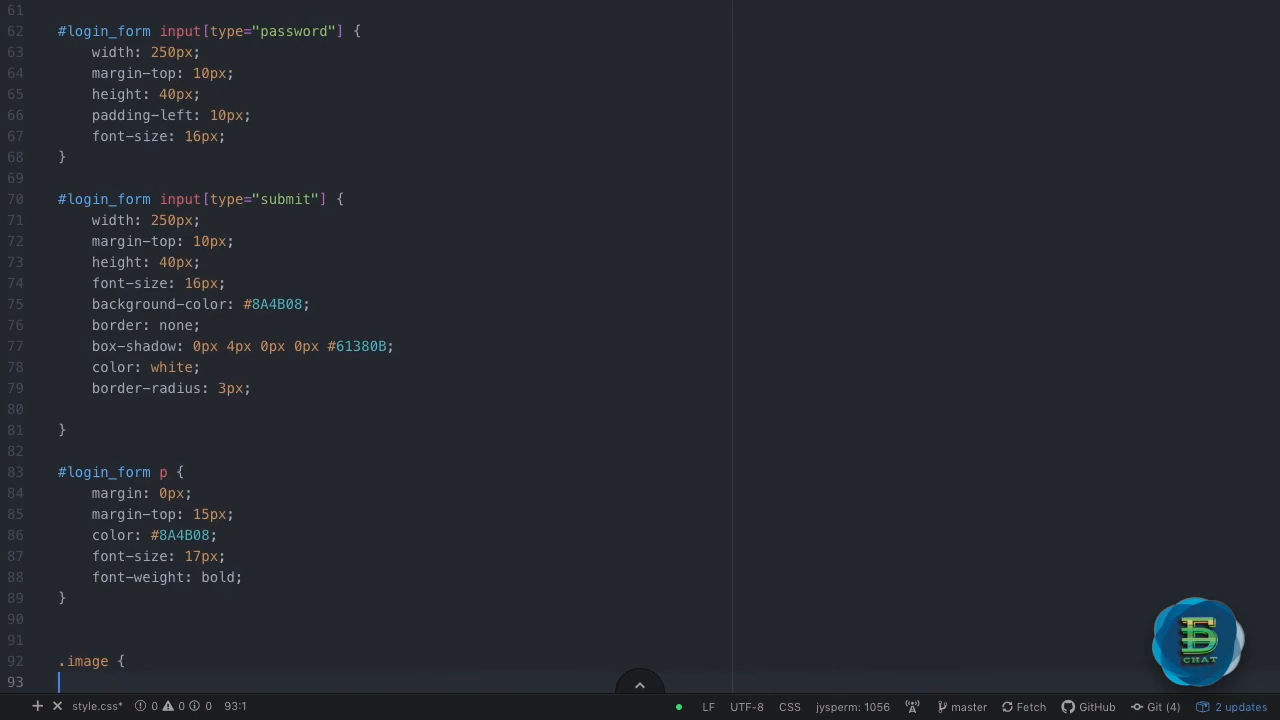 61
62 #login_form input[type="password"] {
63 width: 250px;
64 margin-top: 10px;
65 height: 40px;
66 padding-left: 10px;
67 font-size: 16px;
68 }
69
70 #login_form input[type="submit"] {
71 width: 250px;
72 margin-top: 10px;
73 height: 40px;
74 font-size: 16px;
75 background-color: #8A4B08;
76 border: none;
77 box-shadow: 0px 4px 0px 0px #61380B;
78 color: white;
79 border-radius: 3px;
80
81 }
82
83 #login_form p {
84 margin: 0px;
85 margin-top: 15px;
86 color: #8A4B08;
87 font-size: 17px;
88 font-weight: bold;
89 }
90
91
92 .image {
93
CHAT
style.css* 0 0 0 93:1 LF UTF-8 CSS jysperm: 1056 master Fetch GitHub Git (4) 2 updates